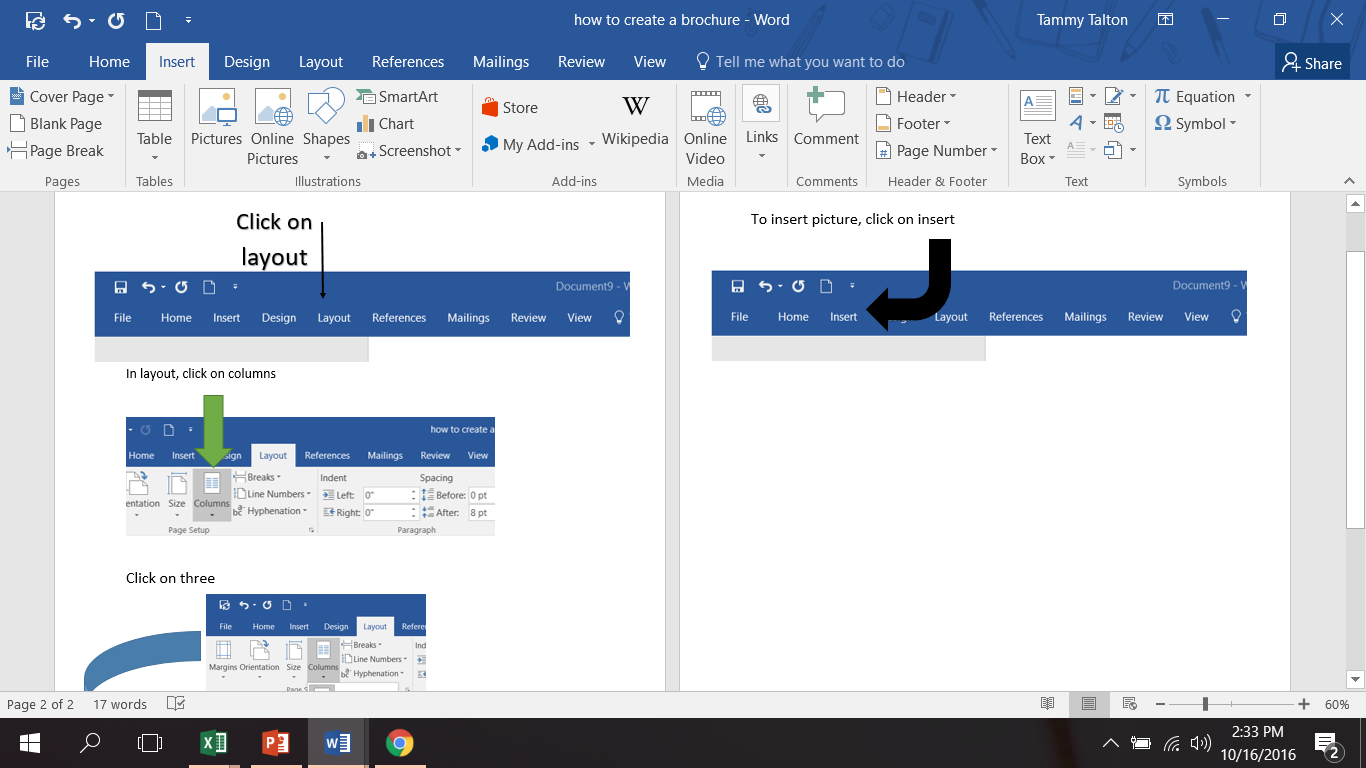 how to create a brochure - Word
Tammy Talton
File Home Insert Design Layout References Mailings Review View Tell me what you want to do Share
Cover Page
Blank Page
Page Break
Pages
Table
Tables
Pictures
Online Pictures
Shapes
SmartArt
Chart
Screenshot
Illustrations
Store
My Add-ins
W
Wikipedia
Add-ins
Online Video
Media
Links
Comment
Comments
Header
Footer
Page Number
Header & Footer
Text Box
Text
π Equation
Ω Symbol
Symbols
Click on
layout
Document9 - W
File Home Insert Design Layout References Mailings Review View
In layout, click on columns
how to create a
Home Insert sign Layout References Mailings Review View
entation Size Columns
Breaks
Line Numbers
Hyphenation
Page Setup
Indent
Left: 0"
Right: 0"
Spacing
Before: 0 pt
After: 8 pt
Paragraph
Click on three
File Home Insert Design Layout Refere
Margins Orientation Size Columns
Breaks
Line Numbers
Hyphenation
Ind
Page S
To insert picture, click on insert
Document9 - W
File Home Insert Layout References Mailings Review View
Page 2 of 2 17 words
60%
2:33 PM
10/16/2016
2